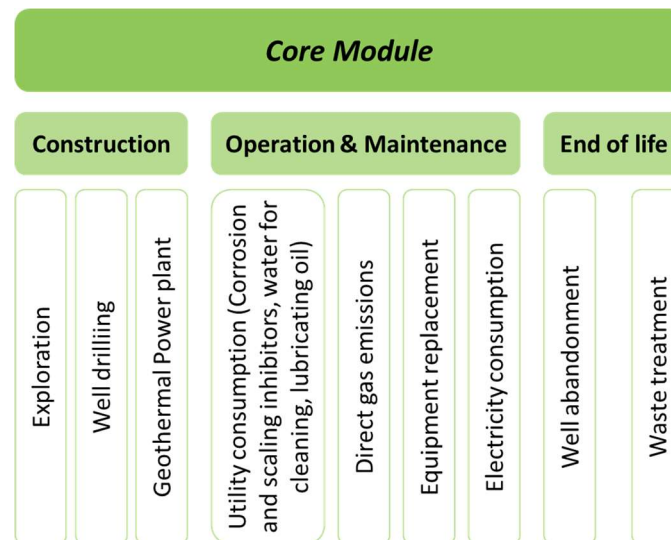 Core Module
Construction
Operation & Maintenance
End of life
Exploration
Well drilliing
Geothermal Power plant
Utility consumption (Corrosion
and scaling inhibitors, water for
cleaning, lubricating oil)
Direct gas emissions
Equipment replacement
Electricity consumption
Well abandonment
Waste treatment